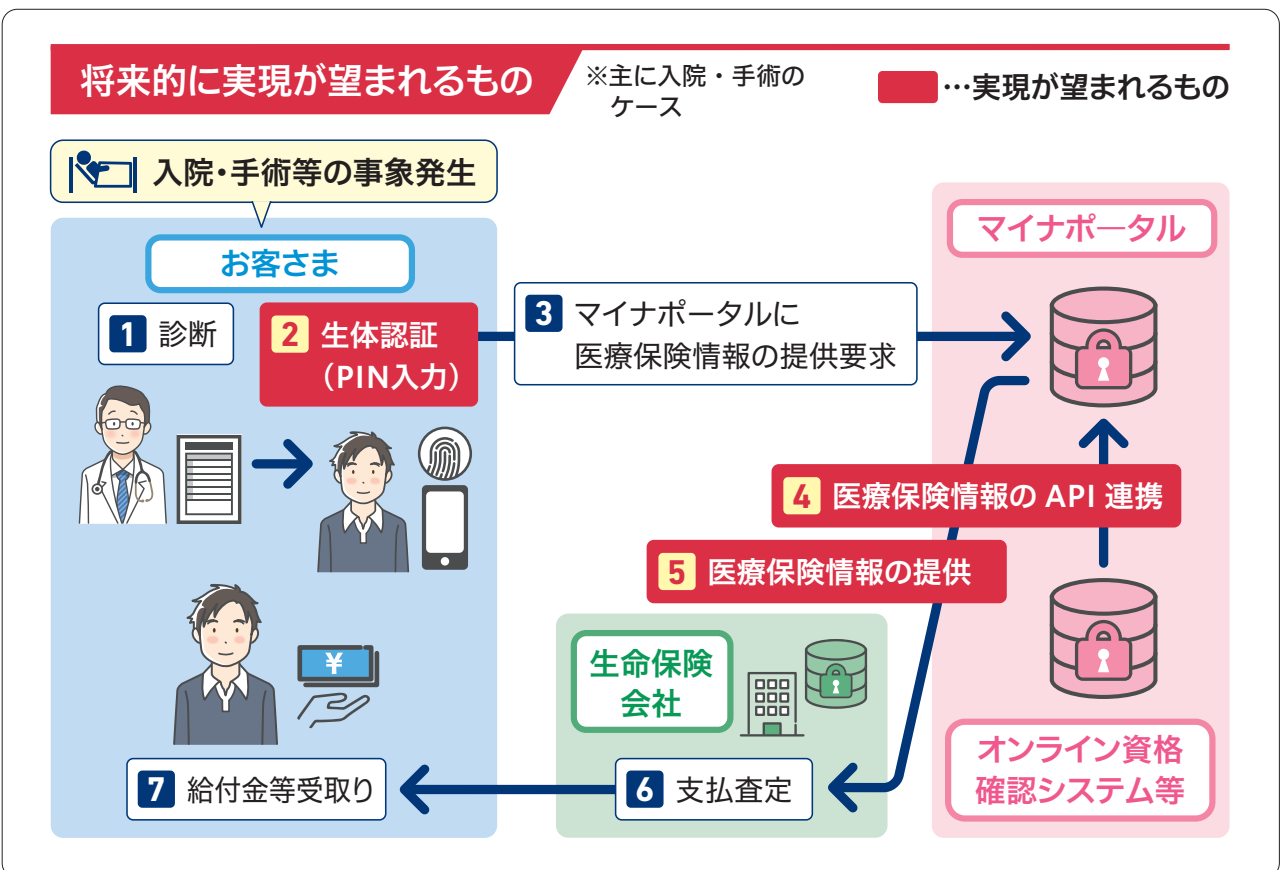 将来的に実現が望まれるもの
※主に入院・手術の
ケース
…実現が望まれるもの
入院・手術等の事象発生
お客さま
マイナポータル
1 診断
2 生体認証
（PIN入力）
3 マイナポータルに
医療保険情報の提供要求
4 医療保険情報の API 連携
5 医療保険情報の提供
¥
生命保険
会社
オンライン資格
確認システム等
7 給付金等受取り
6 支払査定